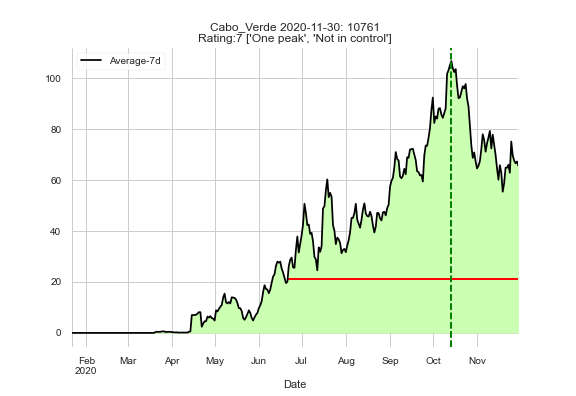 Cabo_Verde 2020-11-30: 10761
Rating:7 ['One peak', 'Not in control']
Average-7d
100
80
60
40
20
0
Feb Mar Apr May Jun Jul Aug Sep Oct Nov
2020
Date